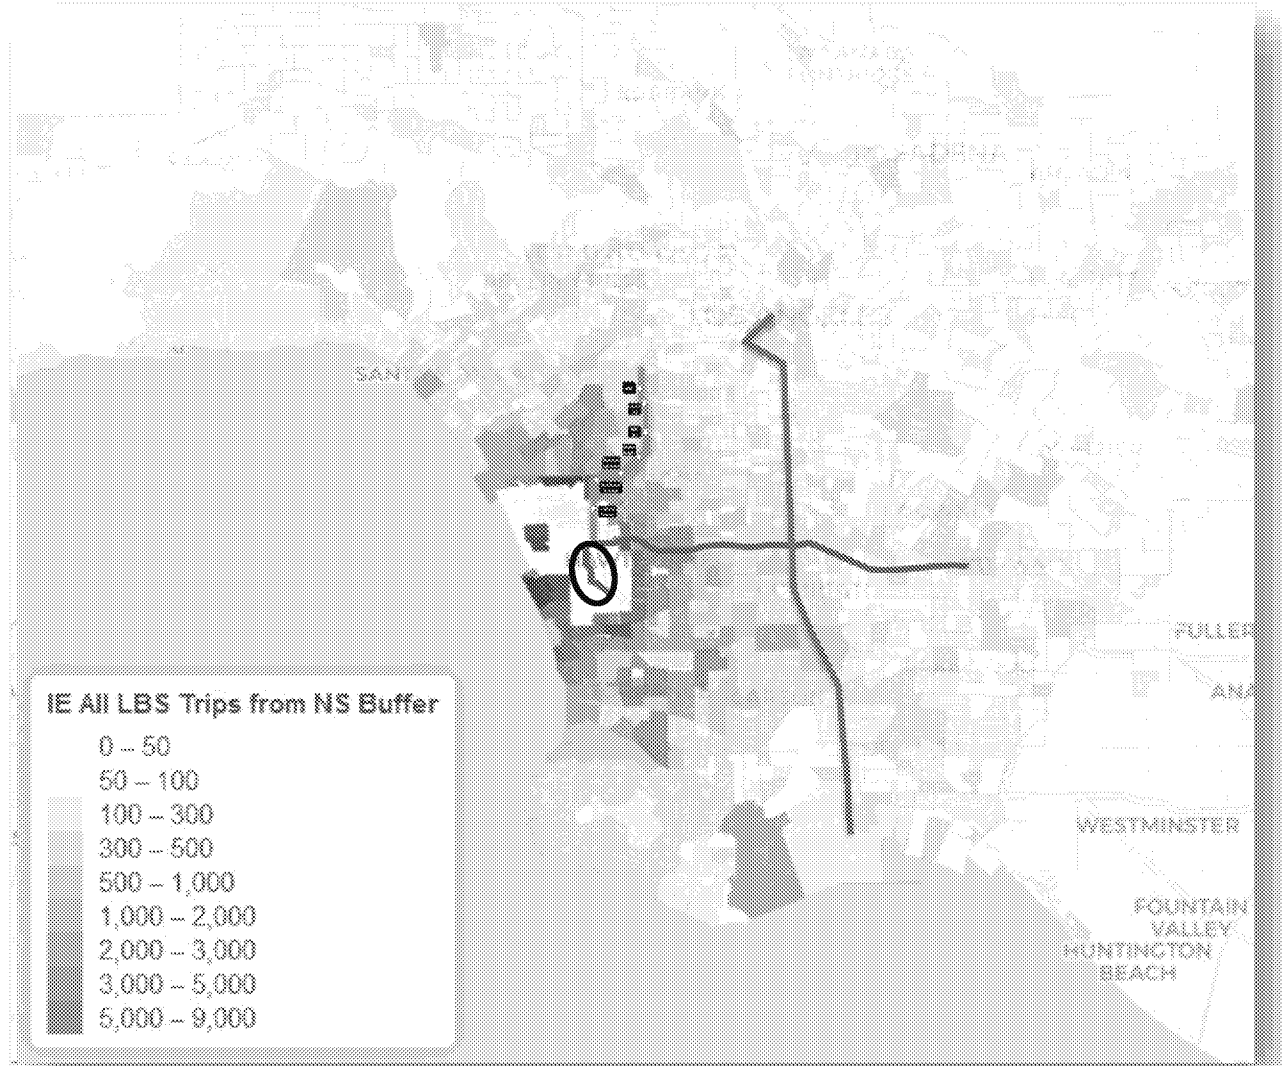 SANT
FULLER
ANA
IE All LBS Trips from NS Buffer
0 – 50
50 – 100
100 – 300
300 – 500
500 – 1,000
1,000 – 2,000
2,000 – 3,000
3,000 – 5,000
5,000 – 9,000
WESTMINSTER
FOUNTAIN
VALLEY
HUNTINGTON
BEACH